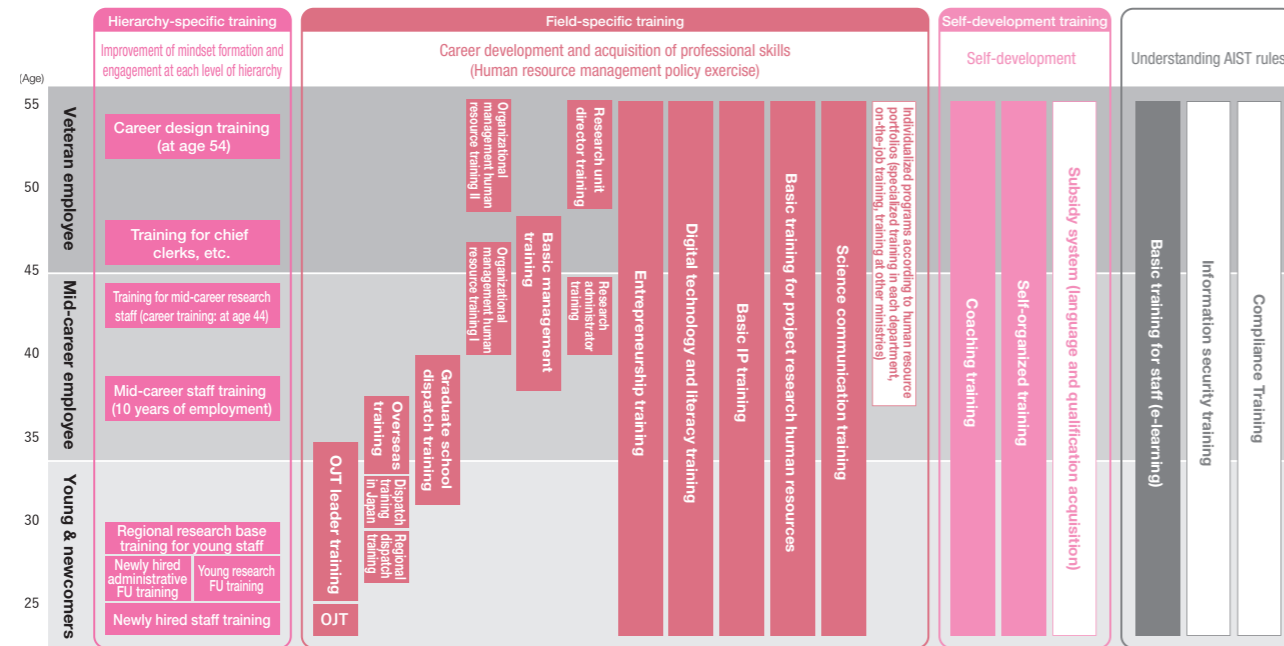 Hierarchy-specific training
Improvement of mindset formation and
engagement at each level of hierarchy
Field-specific training
Career development and acquisition of professional skills
(Human resource management policy exercise)
Self-development training
Self-development
Understanding AIST rules
(Age)
55
50
45
40
35
30
25
Veteran employee
Mid-career employee
Young & newcomers
Career design training
(at age 54)
Training for chief
clerks, etc.
Training for mid-career research
staff (career training: at age 44)
Mid-career staff training
(10 years of employment)
Regional research base
training for young staff
Newly hired
administrative
FU training
Young research
FU training
Newly hired staff training
OJT leader training
OJT
Overseas
training
Dispatch
training
in Japan
Regional
dispatch
training
Graduate school
dispatch training
Organizational
management human
resource training II
Organizational
management human
resource training I
Basic management
training
Research unit
director training
Research
administrator
training
Entrepreneurship training
Digital technology and literacy training
Basic IP training
Basic training for project research human resources
Science communication training
Individualized programs according to human resource
portfolios (specialized training in each department,
on-the-job training, training at other ministries)
Coaching training
Self-organized training
Subsidy system (language and qualification acquisition)
Basic training for staff (e-learning)
Information security training
Compliance Training